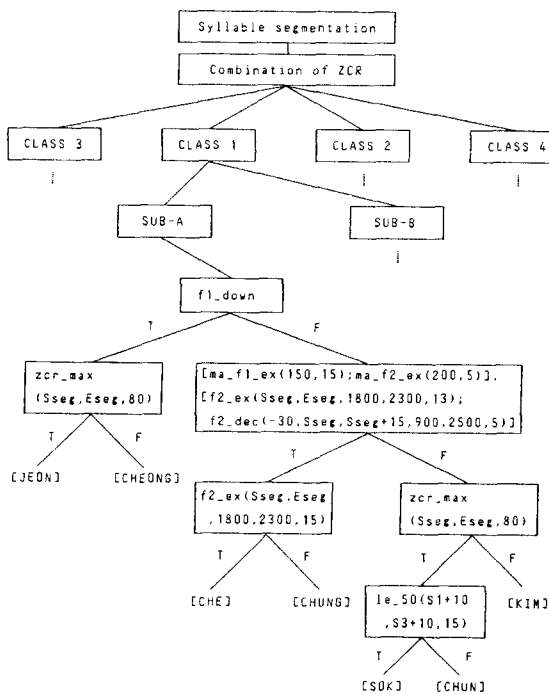 Syllable segmentation
Combination of ZCR
CLASS 3
CLASS 1
CLASS 2
CLASS 4
SUB-A
SUB-B
f1_down
T
F
zcr_max
(Sseg,Eseg,80)
[ma_f1_ex(150,15);ma_f2_ex(200,5)],
[f2_ex(Sseg,Eseg,1800,2300,13);
f2_dec(-30,Sseg,Sseg+15,900,2500,5)]
T
F
T
F
[JEON]
[CHEONG]
f2_ex(Sseg,Eseg
,1800,2300,15)
zcr_max
(Sseg,Eseg,80)
T
F
T
F
[CHE]
[CHUNG]
le_50(S1+10
,S3+10,15)
[KIM]
T
F
[SOK]
[CHUN]